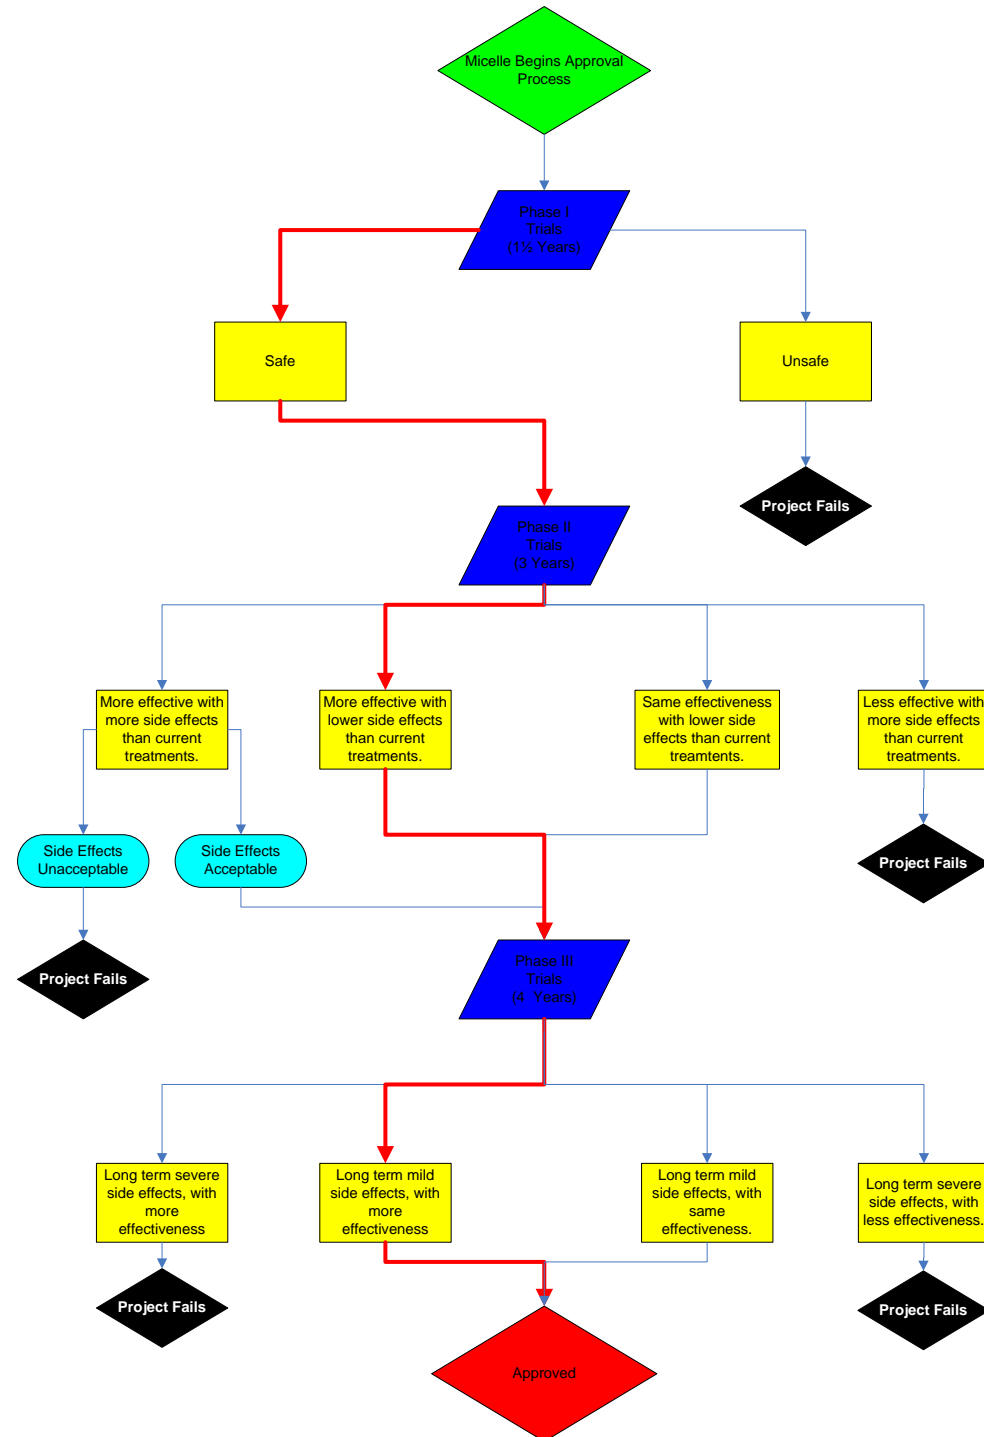 Micelle Begins Approval
Process
Phase I
Trials
(1½ Years)
Safe
Unsafe
Project Fails
Phase II
Trials
(3 Years)
More effective with
more side effects
than current
treatments.
More effective with
lower side effects
than current
treatments.
Same effectiveness
with lower side
effects than current
treamtents.
Less effective with
more side effects
than current
treatments.
Side Effects
Unacceptable
Side Effects
Acceptable
Project Fails
Project Fails
Phase III
Trials
(4 Years)
Long term severe
side effects, with
more
effectiveness
Long term mild
side effects, with
more
effectiveness
Long term mild
side effects, with
same
effectiveness.
Long term severe
side effects, with
less effectiveness.
Project Fails
Project Fails
Approved